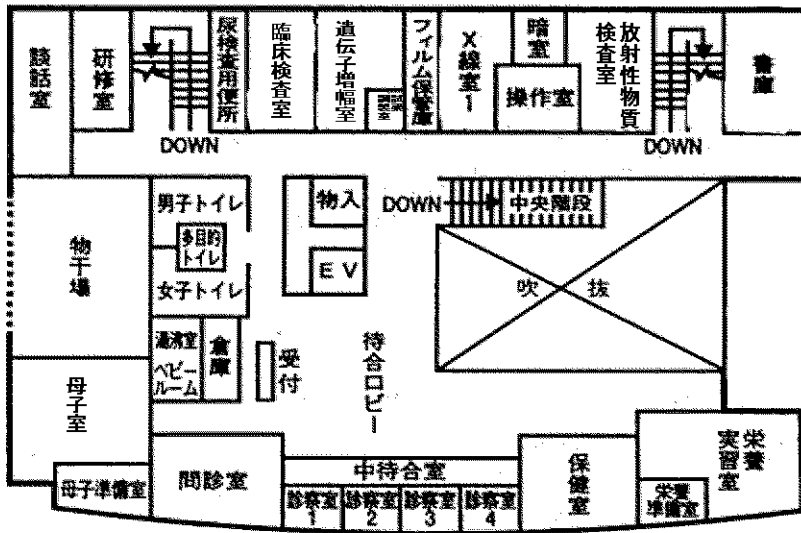 談話室
研修室
DOWN
尿検査用便所
臨床検査室
遺伝子増幅室
フィルム保管庫
X線室1
暗室
操作室
放射性物質検査室
DOWN
書庫
物干場
男子トイレ
多目的トイレ
女子トイレ
物入
EV
DOWN
中央階段
吹抜
湯沸室
ベビールーム
倉庫
受付
待合ロビー
母子室
母子準備室
問診室
中待合室
診察室1
診察室2
診察室3
診察室4
保健室
栄養実習室
栄養準備室